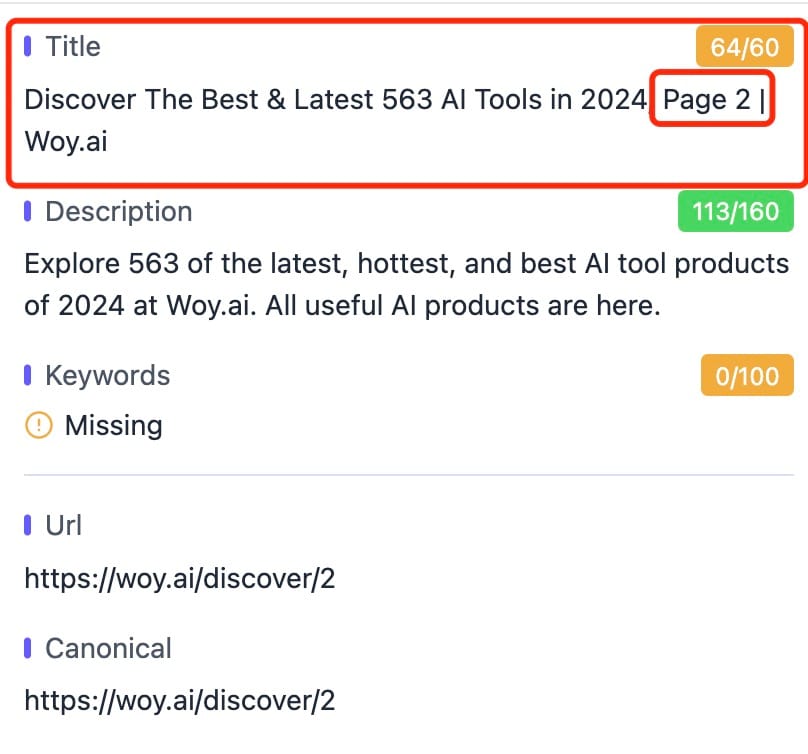 Title
64/60
Discover The Best & Latest 563 AI Tools in 2024, Page 2 |
Woy.ai
Description
113/160
Explore 563 of the latest, hottest, and best AI tool products
of 2024 at Woy.ai. All useful AI products are here.
Keywords
0/100
Missing
Url
https://woy.ai/discover/2
Canonical
https://woy.ai/discover/2